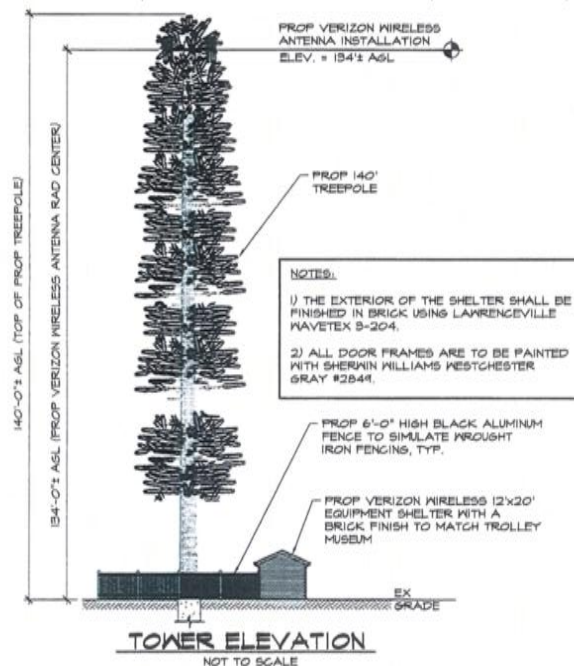 PROP VERIZON WIRELESS
ANTENNA INSTALLATION
ELEV. = 134'± AGL
140'-0"± AGL (TOP OF PROP TREEPOLE)
134'-0"± AGL (PROP VERIZON WIRELESS ANTENNA RAD CENTER)
PROP 140'
TREEPOLE
NOTES:
1) THE EXTERIOR OF THE SHELTER SHALL BE
FINISHED IN BRICK USING LAWRENCEVILLE
WAVETEX S-204.
2) ALL DOOR FRAMES ARE TO BE PAINTED
WITH SHERWIN WILLIAMS WESTCHESTER
GRAY #2849.
PROP 6'-0" HIGH BLACK ALUMINUM
FENCE TO SIMULATE WROUGHT
IRON FENCING, TYP.
PROP VERIZON WIRELESS 12'x20'
EQUIPMENT SHELTER WITH A
BRICK FINISH TO MATCH TROLLEY
MUSEUM
EX
GRADE
TOWER ELEVATION
NOT TO SCALE